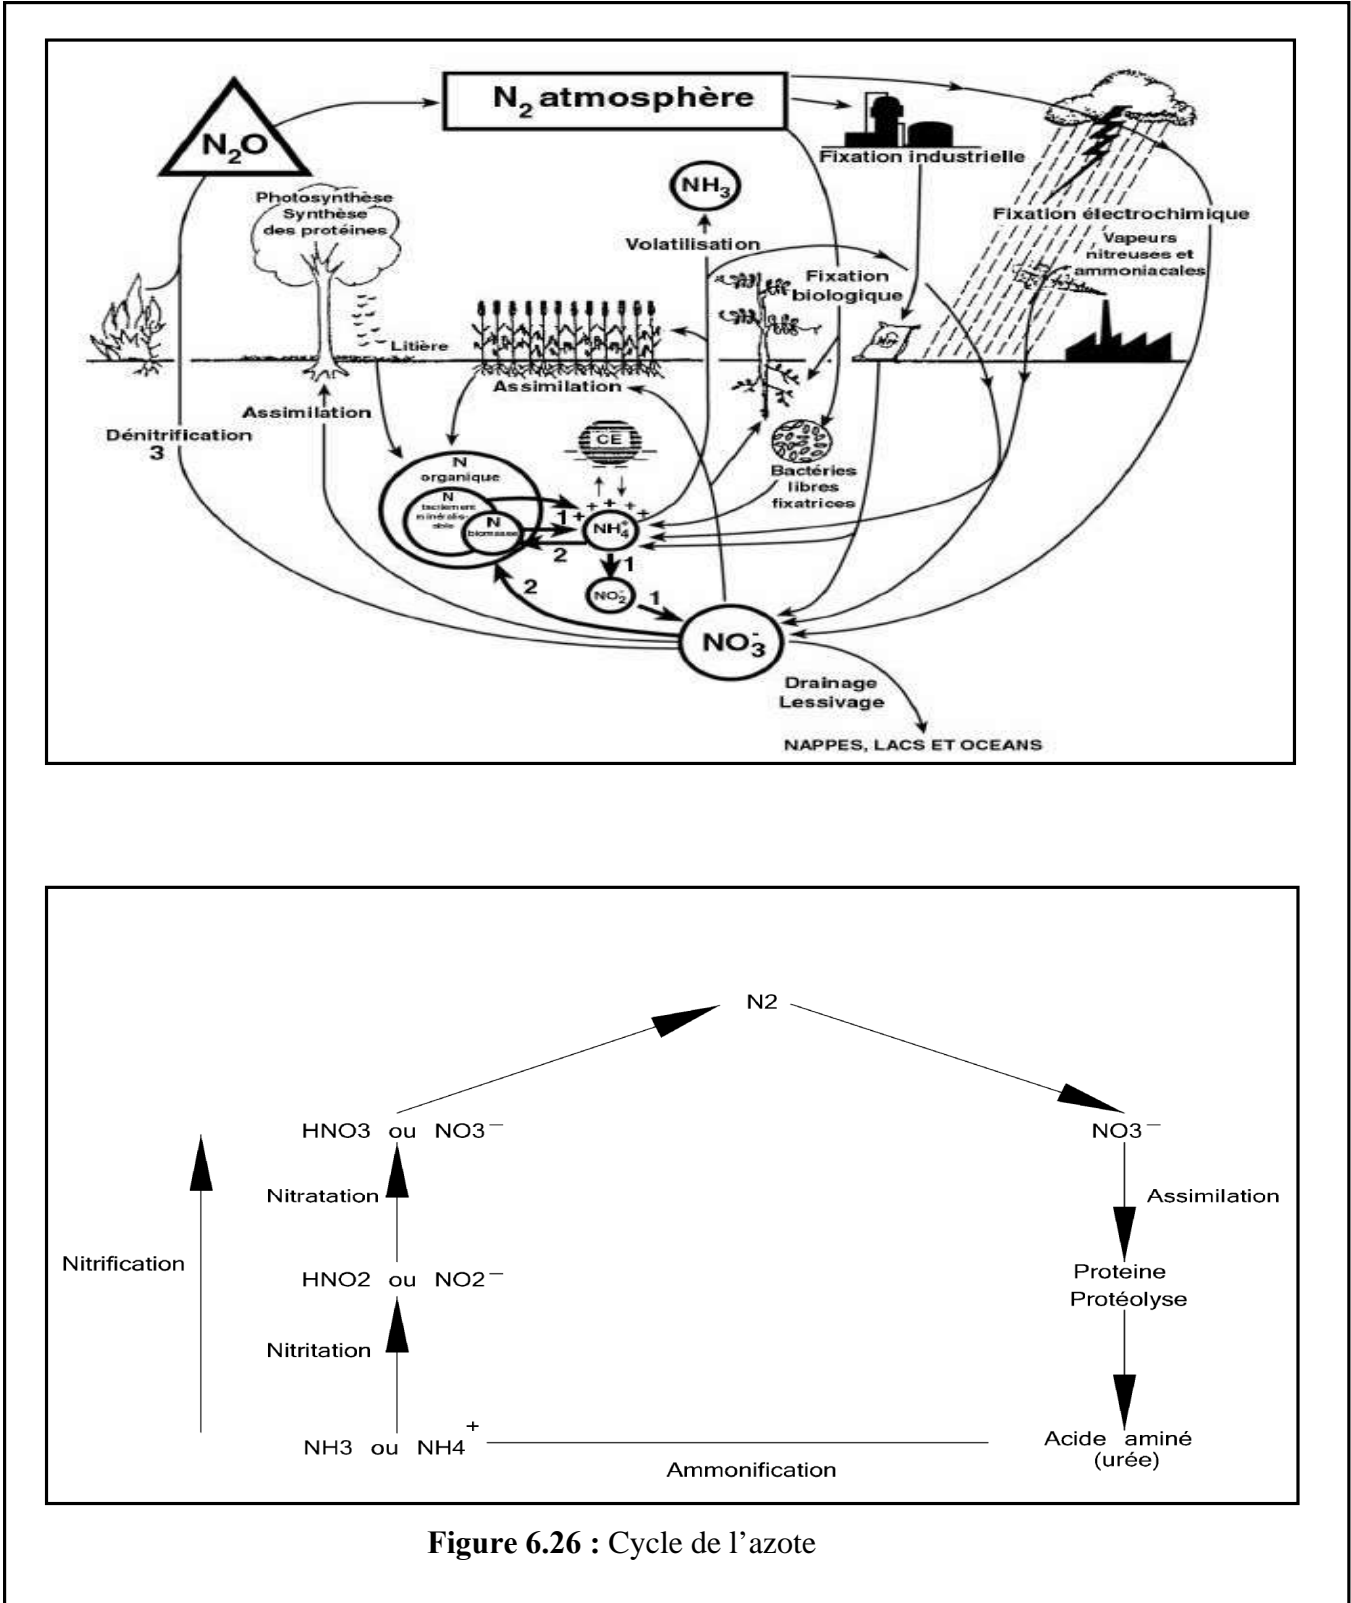 N2 atmosphère
N2O
Fixation industrielle
NH3
Photosynthèse
Synthèse
des protéines
Volatilisation
Fixation électrochimique
Vapeurs
nitreuses et
ammoniacales
Fixation
biologique
Litière
Assimilation
Assimilation
Dénitrification
3
CE
N
organique
N
facilement
minéralis-
able
N
biomasse
1
+ + + + +
NH4+
2
Bactéries
libres
fixatrices
1
2
NO2-
1
NO3-
Drainage
Lessivage
NAPPES, LACS ET OCEANS
N2
HNO3 ou NO3—
NO3—
Nitratation
Assimilation
Nitrification
HNO2 ou NO2—
Proteine
Protéolyse
Nitritation
NH3 ou NH4+
Acide aminé
(urée)
Ammonification
Figure 6.26 : Cycle de l’azote